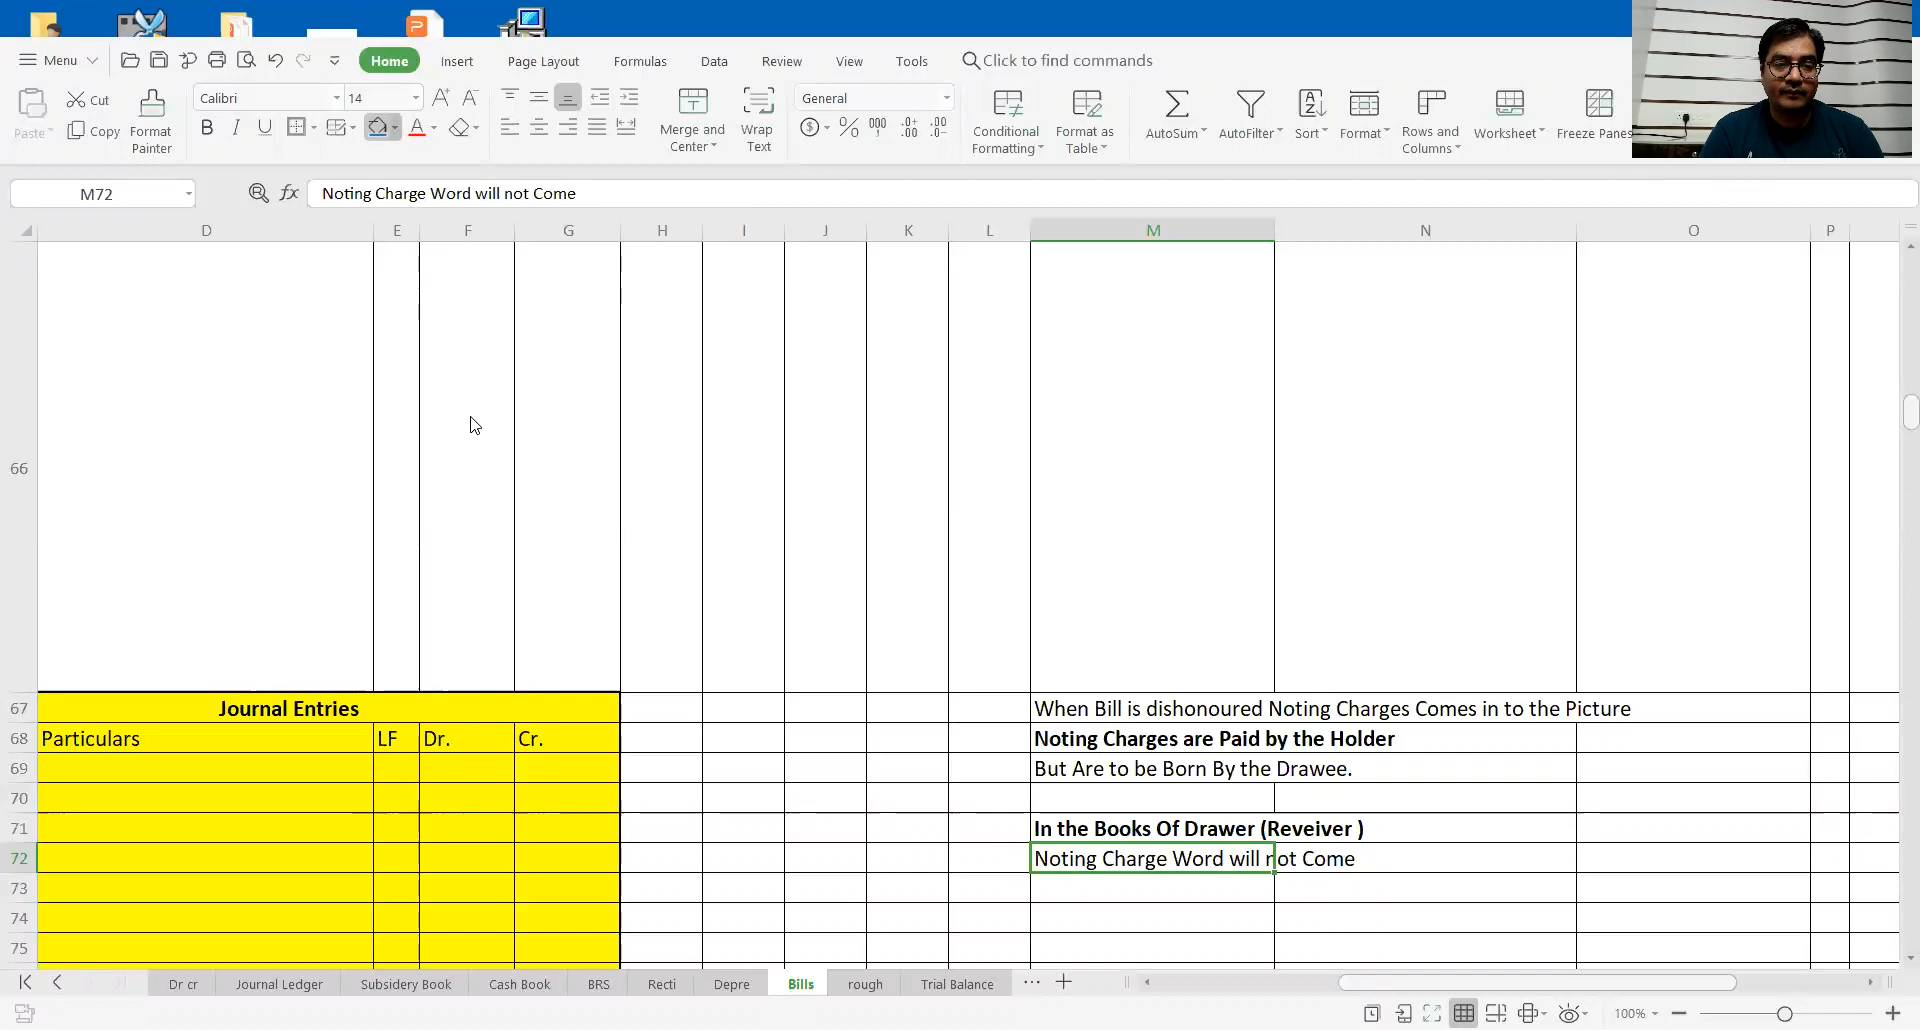 Menu
Home
Insert
Page Layout
Formulas
Data
Review
View
Tools
Click to find commands
Paste
Cut
Copy
Format Painter
Calibri
14
Merge and Center
Wrap Text
General
Conditional Formatting
Format as Table
AutoSum
AutoFilter
Sort
Format
Rows and Columns
Worksheet
Freeze Panes
M72
fx
Noting Charge Word will not Come
D E F G H I J K L M N O P
66
67 Journal Entries When Bill is dishonoured Noting Charges Comes in to the Picture
68 Particulars LF Dr. Cr. Noting Charges are Paid by the Holder
69 But Are to be Born By the Drawee.
70
71 In the Books Of Drawer (Reveiver )
72 Noting Charge Word will not Come
73
74
75
Dr cr Journal Ledger Subsidery Book Cash Book BRS Recti Depre Bills rough Trial Balance
100%